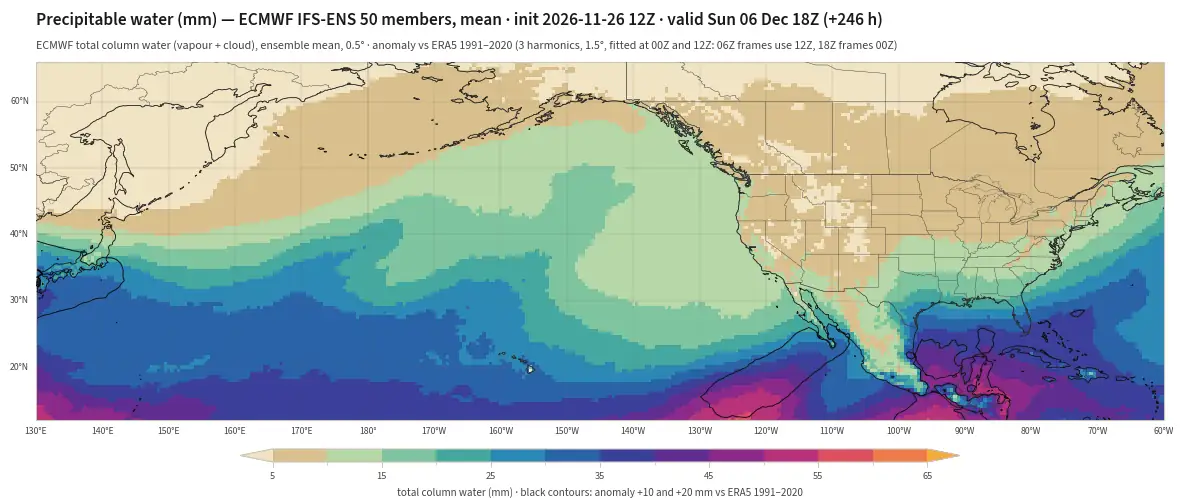 Precipitable water (mm) — ECMWF IFS-ENS 50 members, mean · init 2026-11-26 12Z · valid Sun 06 Dec 18Z (+246 h)
ECMWF total column water (vapour + cloud), ensemble mean, 0.5° · anomaly vs ERA5 1991–2020 (3 harmonics, 1.5°, fitted at 00Z and 12Z: 06Z frames use 12Z, 18Z frames 00Z)
60°N
50°N
40°N
30°N
20°N
130°E 140°E 150°E 160°E 170°E 180° 170°W 160°W 150°W 140°W 130°W 120°W 110°W 100°W 90°W 80°W 70°W 60°W
5 15 25 35 45 55 65
total column water (mm) · black contours: anomaly +10 and +20 mm vs ERA5 1991–2020